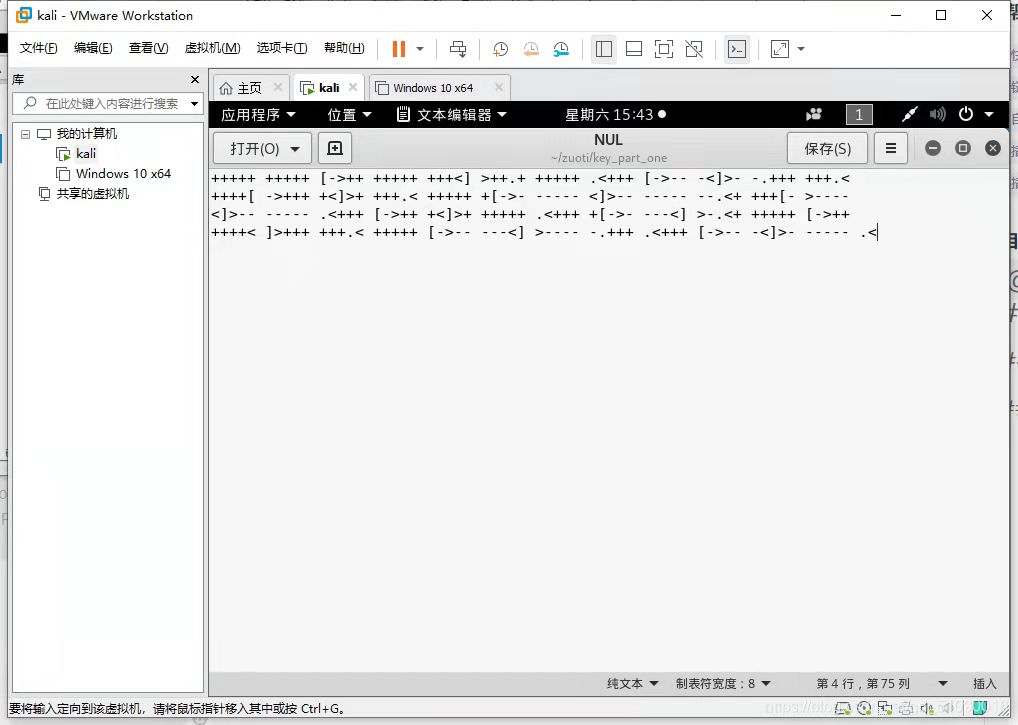 kali - VMware Workstation
文件(F) 编辑(E) 查看(V) 虚拟机(M) 选项卡(T) 帮助(H)
库
在此处键入内容进行搜索
我的计算机
kali
Windows 10 x64
共享的虚拟机
主页 kali Windows 10 x64
应用程序 位置 文本编辑器 星期六 15:43 1
打开(O) NUL 保存(S)
~/zuoti/key_part_one
+++++ +++++ [->++ +++++ +++<] >++.+ +++++ .<+++ [->-- -<]>- -.+++ +++.<
++++[ ->+++ +<]>+ +++.< +++++ +[->- ----- <]>-- ----- --.<+ +++[- >----
<]>-- ----- .<+++ [->++ +<]>+ +++++ .<+++ +[->- ---<] >-.<+ +++++ [->++
++++< ]>+++ +++.< +++++ [->-- ---<] >---- -.+++ .<+++ [->-- -<]>- ----- .<
纯文本 制表符宽度：8 第 4 行，第 75 列 插入
要将输入定向到该虚拟机，请将鼠标指针移入其中或按 Ctrl+G。